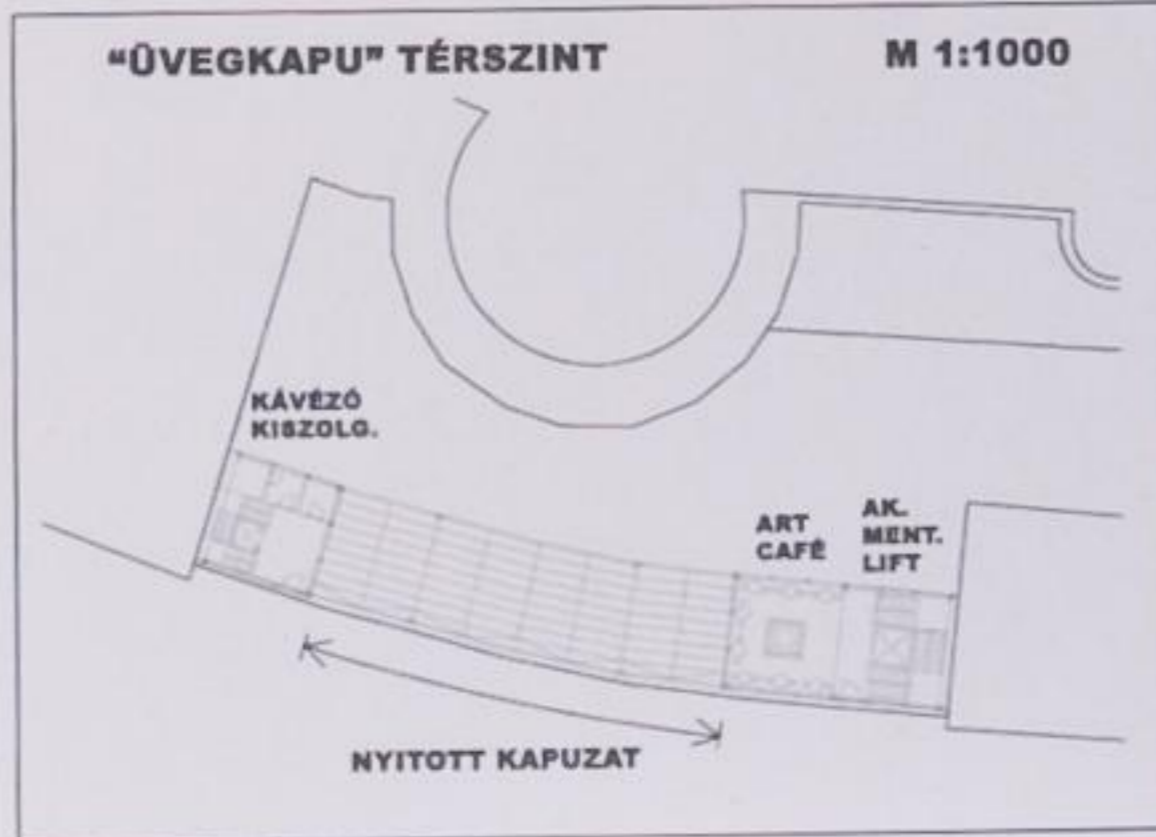 “ÜVEGKAPU” TÉRSZINT
M 1:1000
KÁVÉZÓ
KISZOLG.
ART
CAFÉ
AK.
MENT.
LIFT
NYITOTT KAPUZAT